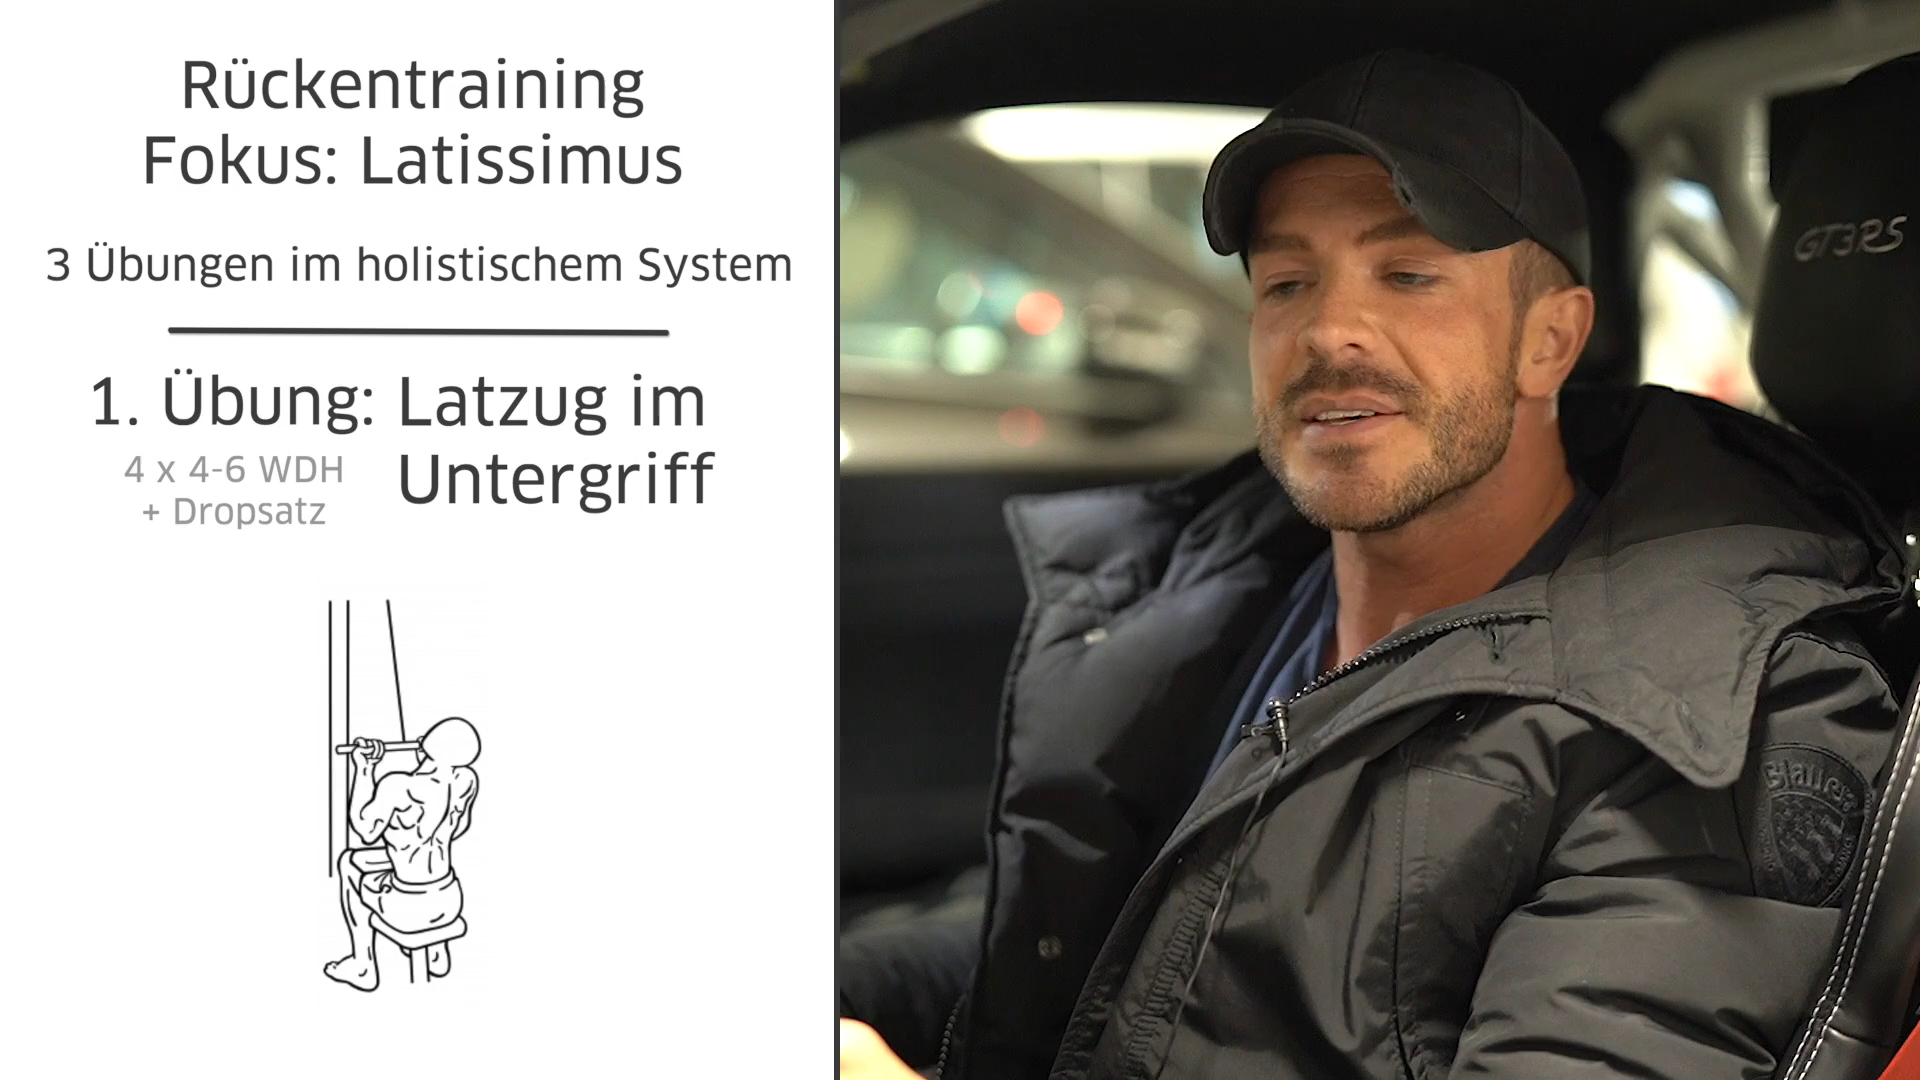 Rückentraining
Fokus: Latissimus
3 Übungen im holistischem System
1. Übung: Latzug im
Untergriff
4 x 4-6 WDH
+ Dropsatz
GT3RS
Blauer